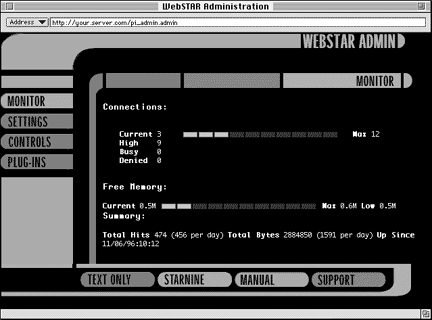 WebSTAR Administration
Address http://your.server.com/pi_admin.admin
WEBSTAR ADMIN
MONITOR
MONITOR
SETTINGS
CONTROLS
PLUG-INS
Connections:
Current 3 Max 12
High 9
Busy 0
Denied 0
Free Memory:
Current 0.5M Max 0.6M Low 0.5M
Summary:
Total Hits 474 (456 per day) Total Bytes 2884850 (1591 per day) Up Since
11/06/96:10:12
TEXT ONLY STARNINE MANUAL SUPPORT